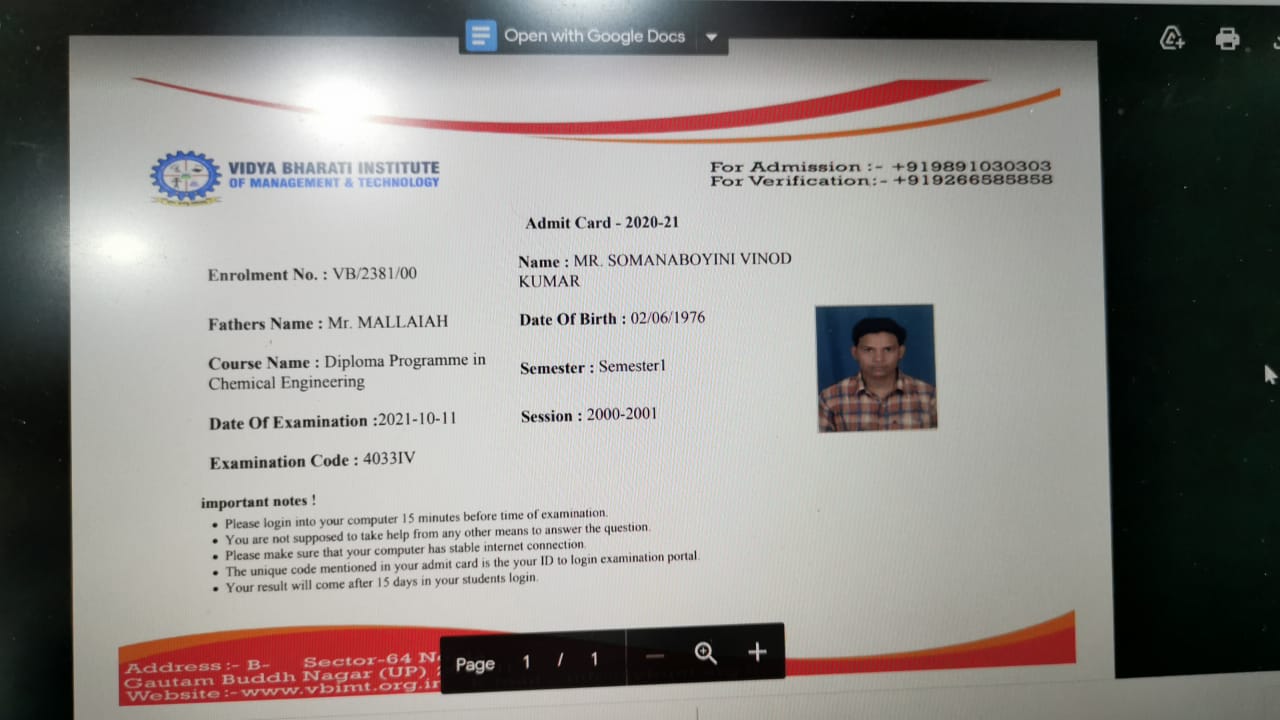 Open with Google Docs
VIDYA BHARATI INSTITUTE
OF MANAGEMENT & TECHNOLOGY
For Admission :- +919891030303
For Verification:- +919266585858
Admit Card - 2020-21
Enrolment No. : VB/2381/00
Name : MR. SOMANABOYINI VINOD
KUMAR
Fathers Name : Mr. MALLAIAH
Date Of Birth : 02/06/1976
Course Name : Diploma Programme in
Chemical Engineering
Semester : Semester1
Date Of Examination :2021-10-11
Session : 2000-2001
Examination Code : 4033IV
important notes !
• Please login into your computer 15 minutes before time of examination.
• You are not supposed to take help from any other means to answer the question.
• Please make sure that your computer has stable internet connection.
• The unique code mentioned in your admit card is the your ID to login examination portal.
• Your result will come after 15 days in your students login.
Address:- B- Sector-64
Gautam Buddh Nagar (UP)
Website:-www.vbimt.org.in
Page 1 / 1